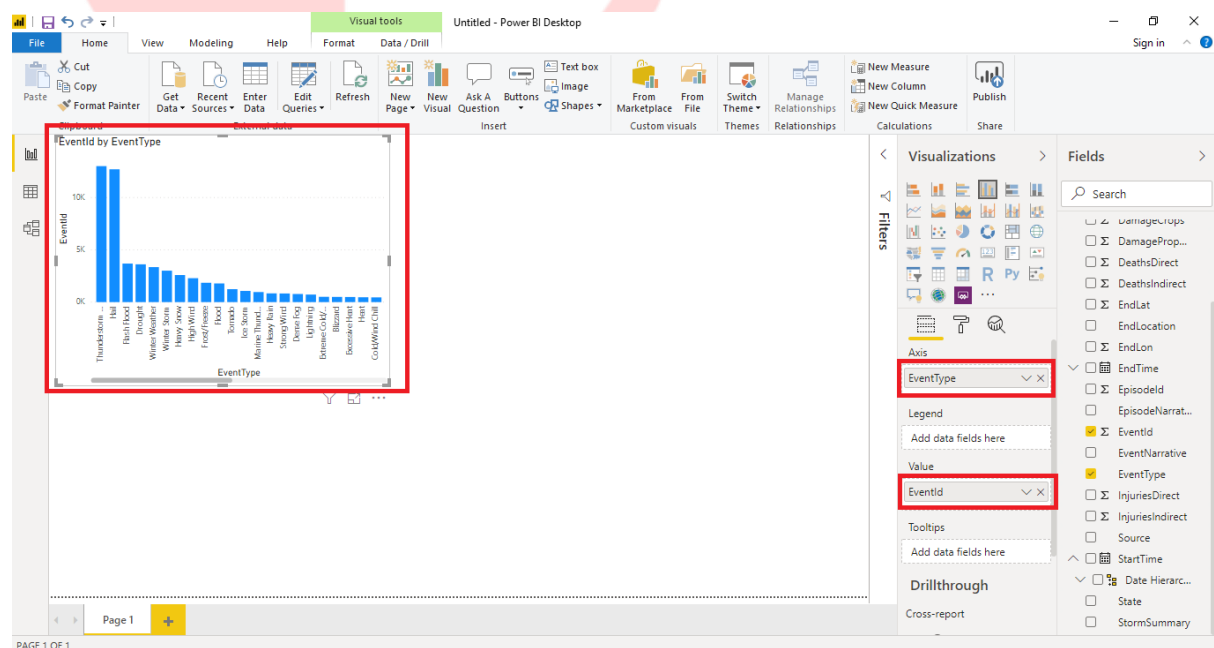 Visual tools Untitled - Power BI Desktop
File Home View Modeling Help Format Data / Drill Sign in
Paste
Cut
Copy
Format Painter
Get Data
Recent Sources
Enter Data
Edit Queries
Refresh
New Page
New Visual
Ask A Question
Buttons
Text box
Image
Shapes
From Marketplace
From File
Switch Theme
Manage Relationships
New Measure
New Column
New Quick Measure
Publish
Clipboard External data Insert Custom visuals Themes Relationships Calculations Share
EventId by EventType
10K
5K
0K
EventId
Thunderstorm ...
Hail
Flash Flood
Drought
Winter Weather
Winter Storm
Heavy Snow
High Wind
Frost/Freeze
Flood
Tornado
Ice Storm
Marine Thund...
Heavy Rain
Strong Wind
Dense Fog
Lightning
Extreme Cold/...
Blizzard
Excessive Heat
Heat
Cold/Wind Chill
EventType
Filters
Visualizations
R Py
Axis
EventType
Legend
Add data fields here
Value
EventId
Tooltips
Add data fields here
Drillthrough
Cross-report
Fields
Search
DamageCrops
DamageProp...
DeathsDirect
DeathsIndirect
EndLat
EndLocation
EndLon
EndTime
EpisodeId
EpisodeNarrat...
EventId
EventNarrative
EventType
InjuriesDirect
InjuriesIndirect
Source
StartTime
Date Hierarc...
State
StormSummary
Page 1
PAGE 1 OF 1